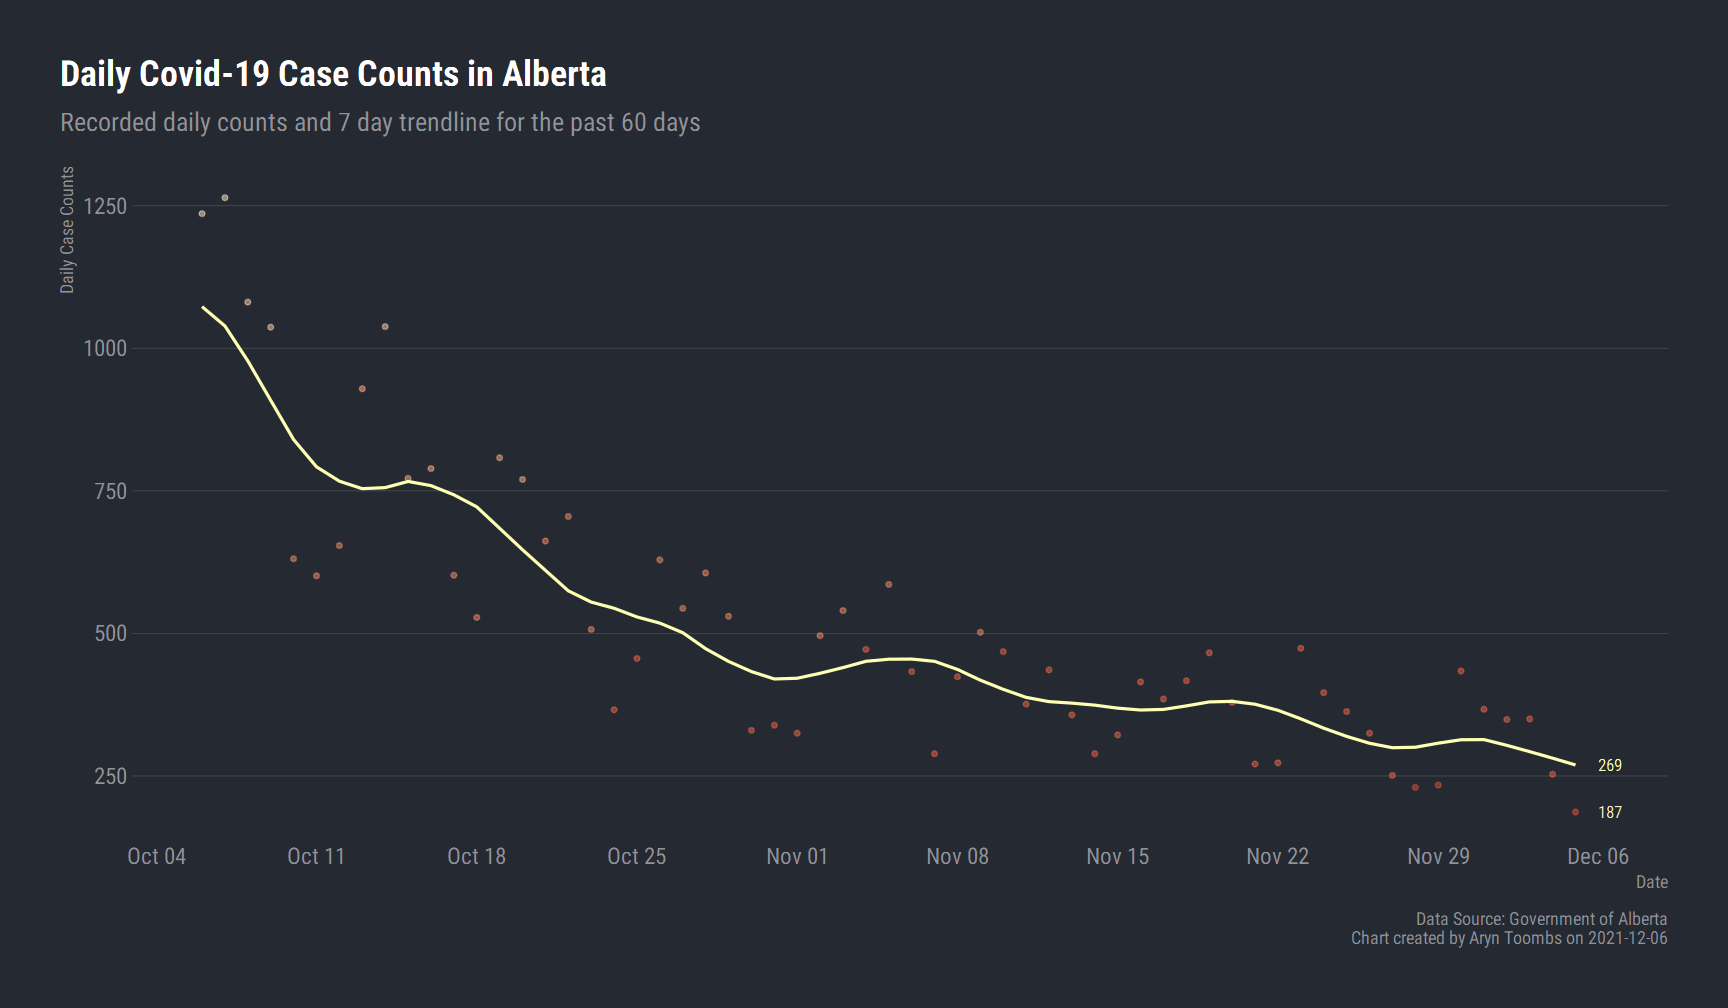 Daily Covid-19 Case Counts in Alberta
Recorded daily counts and 7 day trendline for the past 60 days
Daily Case Counts
1250
1000
750
500
250
269
187
Oct 04 Oct 11 Oct 18 Oct 25 Nov 01 Nov 08 Nov 15 Nov 22 Nov 29 Dec 06
Date
Data Source: Government of Alberta
Chart created by Aryn Toombs on 2021-12-06